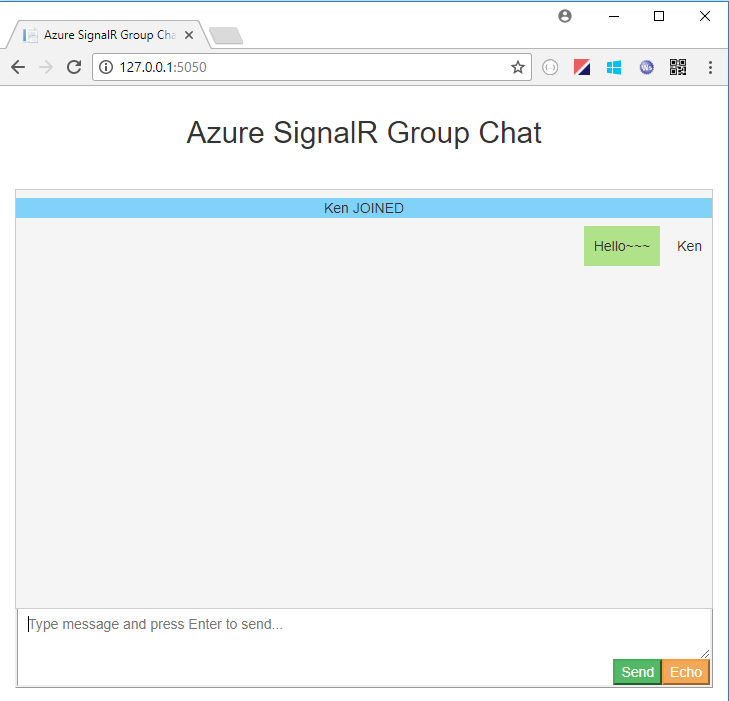 Azure SignalR Group Cha
127.0.0.1:5050
Azure SignalR Group Chat
Ken JOINED
Hello~~~ Ken
Type message and press Enter to send...
Send Echo